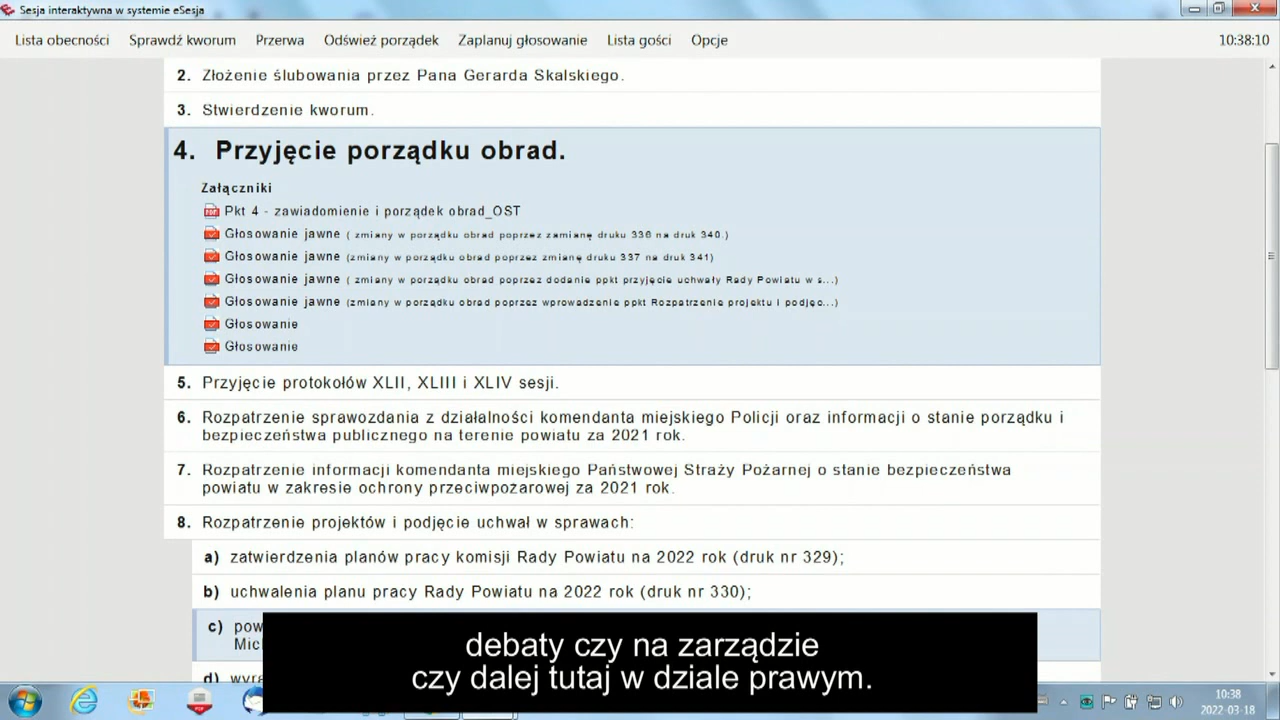 Sesja interaktywna w systemie eSesja
Lista obecności Sprawdź kworum Przerwa Odśwież porządek Zaplanuj głosowanie Lista gości Opcje 10:38:10
2. Złożenie ślubowania przez Pana Gerarda Skalskiego.
3. Stwierdzenie kworum.
4. Przyjęcie porządku obrad.
Załączniki
Pkt 4 - zawiadomienie i porządek obrad_OST
Głosowanie jawne ( zmiany w porządku obrad poprzez zamianę druku 336 na druk 340.)
Głosowanie jawne (zmiany w porządku obrad poprzez zmianę druku 337 na druk 341)
Głosowanie jawne ( zmiany w porządku obrad poprzez dodanie ppkt przyjęcie uchwały Rady Powiatu w s...)
Głosowanie jawne (zmiany w porządku obrad poprzez wprowadzenie ppkt Rozpatrzenie projektu i podjęc...)
Głosowanie
Głosowanie
5. Przyjęcie protokołów XLII, XLIII i XLIV sesji.
6. Rozpatrzenie sprawozdania z działalności komendanta miejskiego Policji oraz informacji o stanie porządku i
bezpieczeństwa publicznego na terenie powiatu za 2021 rok.
7. Rozpatrzenie informacji komendanta miejskiego Państwowej Straży Pożarnej o stanie bezpieczeństwa
powiatu w zakresie ochrony przeciwpożarowej za 2021 rok.
8. Rozpatrzenie projektów i podjęcie uchwał w sprawach:
a) zatwierdzenia planów pracy komisji Rady Powiatu na 2022 rok (druk nr 329);
b) uchwalenia planu pracy Rady Powiatu na 2022 rok (druk nr 330);
c) pow
Mic
d)
debaty czy na zarządzie
czy dalej tutaj w dziale prawym.
10:38
2022-03-18